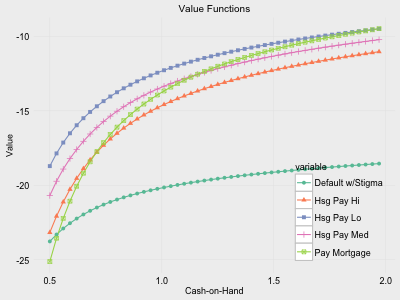 Value Functions
-10
-15
-20
-25
Value
variable
Default w/Stigma
Hsg Pay Hi
Hsg Pay Lo
Hsg Pay Med
Pay Mortgage
0.5 1.0 1.5 2.0
Cash-on-Hand